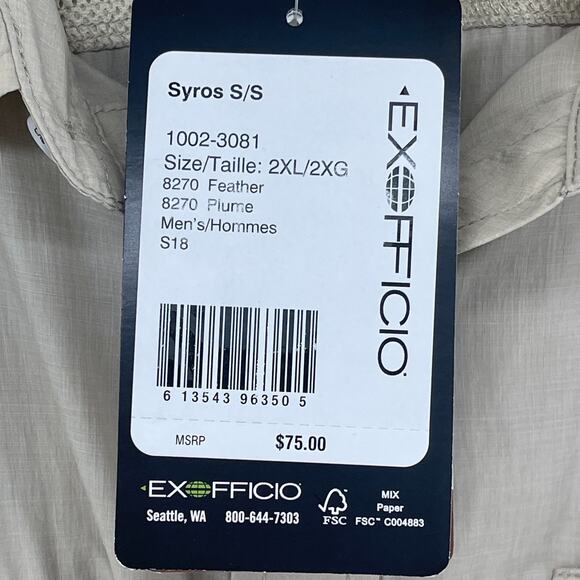 Syros S/S
1002-3081
Size/Taille: 2XL/2XG
8270 Feather
8270 Plume
Men's/Hommes
S18
EXOFFICIO
6 13543 96350 5
MSRP $75.00
EXOFFICIO
Seattle, WA 800-644-7303
FSC
MIX
Paper
FSC™ C004883